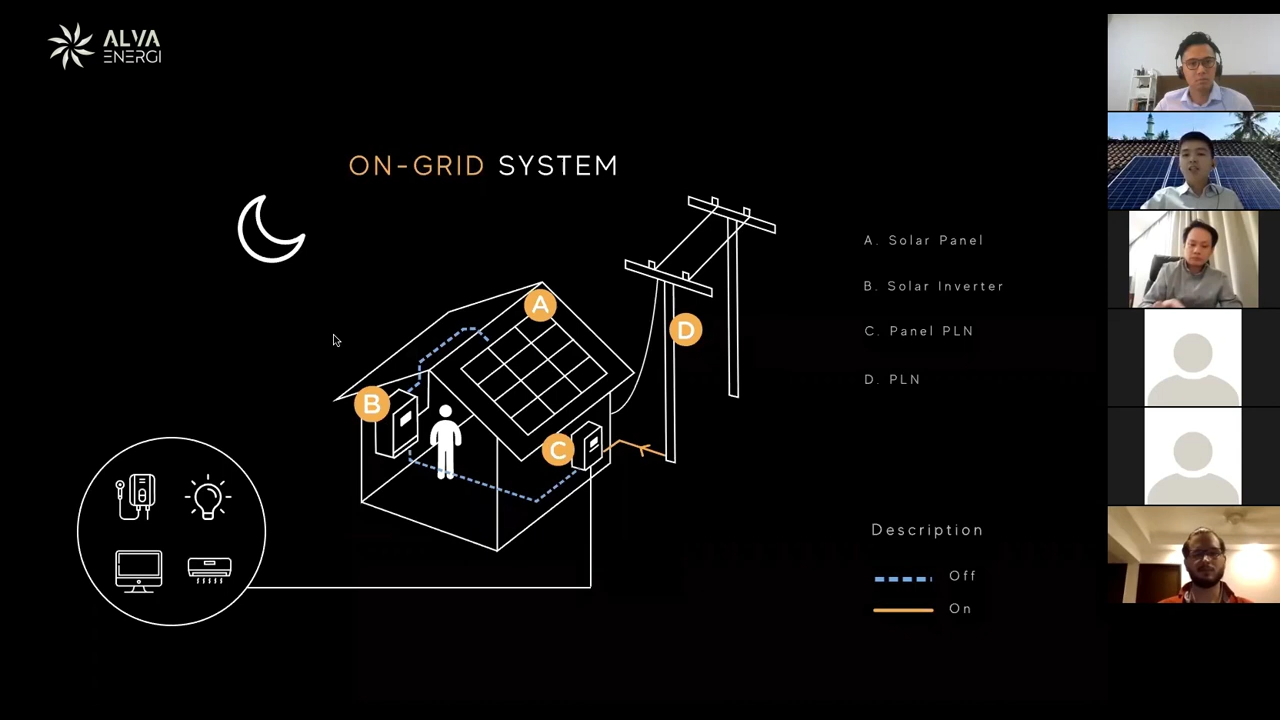 ALVA
ENERGI
ON-GRID SYSTEM
A
B
C
D
A. Solar Panel
B. Solar Inverter
C. Panel PLN
D. PLN
Description
Off
On